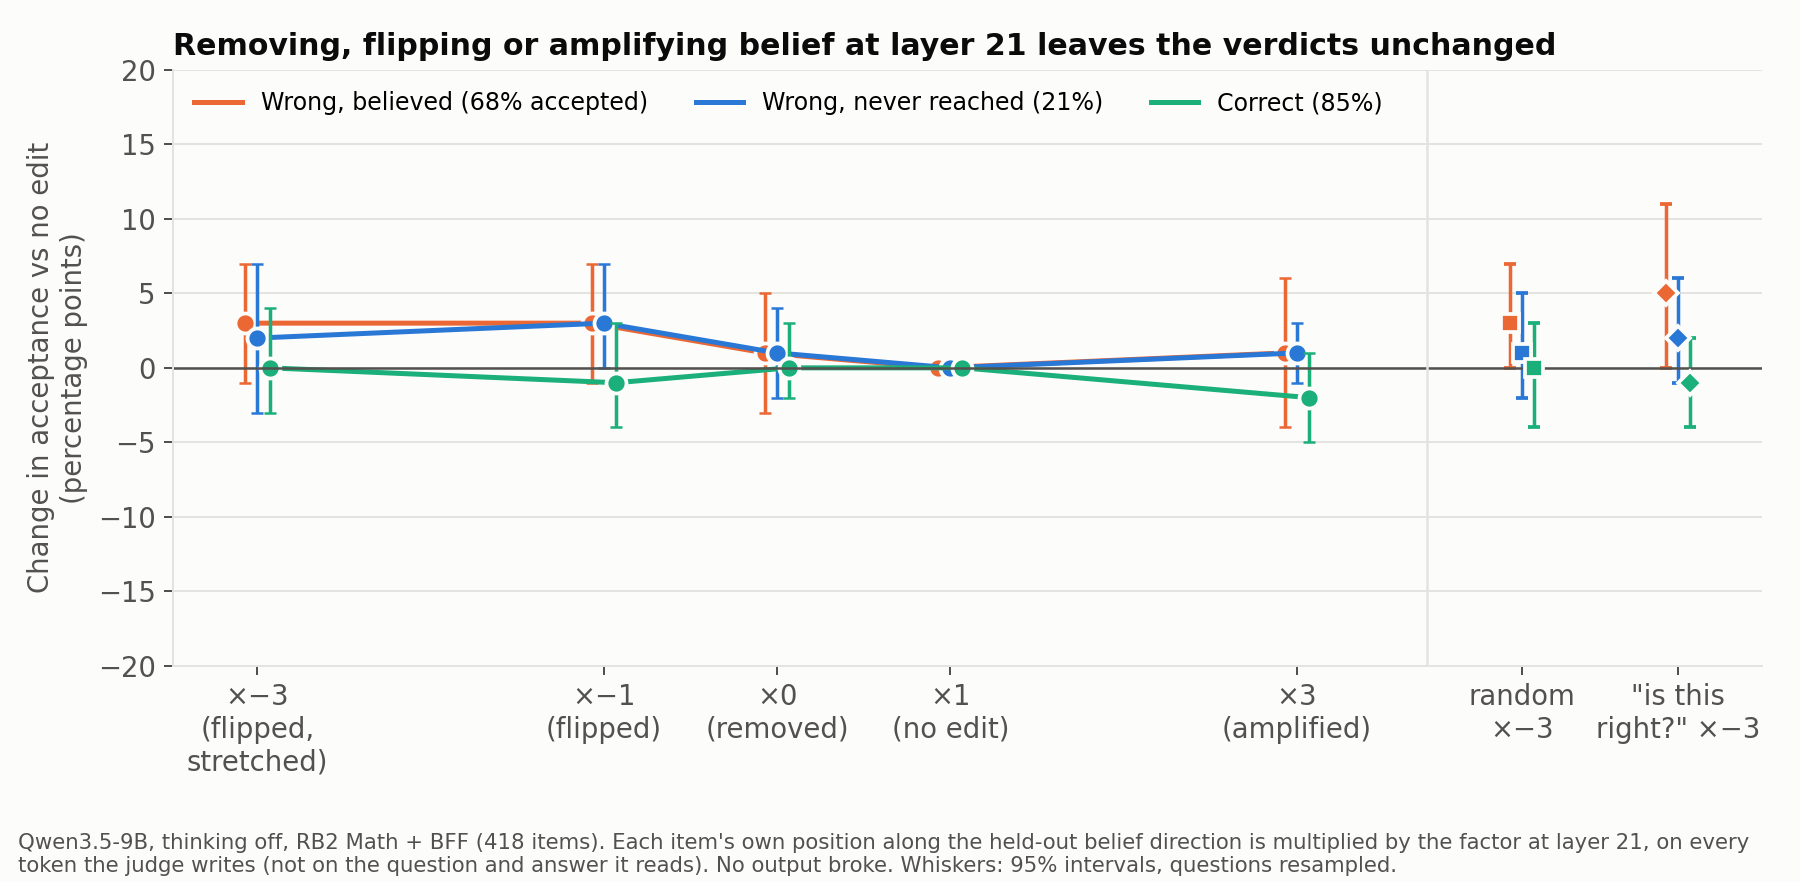 Removing, flipping or amplifying belief at layer 21 leaves the verdicts unchanged
Wrong, believed (68% accepted)
Wrong, never reached (21%)
Correct (85%)
Change in acceptance vs no edit
(percentage points)
20
15
10
5
0
−5
−10
−15
−20
×−3
(flipped,
stretched)
×−1
(flipped)
×0
(removed)
×1
(no edit)
×3
(amplified)
random
×−3
"is this
right?" ×−3
Qwen3.5-9B, thinking off, RB2 Math + BFF (418 items). Each item's own position along the held-out belief direction is multiplied by the factor at layer 21, on every
token the judge writes (not on the question and answer it reads). No output broke. Whiskers: 95% intervals, questions resampled.